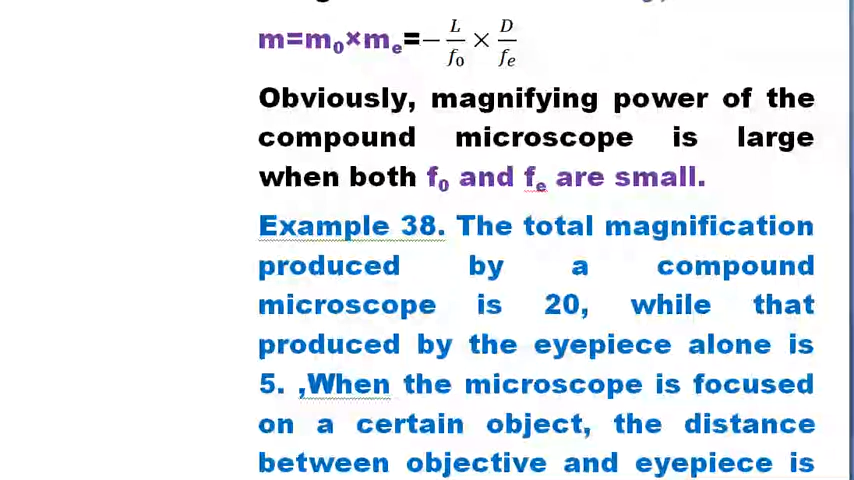 m=m₀×mₑ=−L/f₀ × D/fₑ
Obviously, magnifying power of the
compound microscope is large
when both f₀ and fₑ are small.
Example 38. The total magnification
produced by a compound
microscope is 20, while that
produced by the eyepiece alone is
5. ,When the microscope is focused
on a certain object, the distance
between objective and eyepiece is